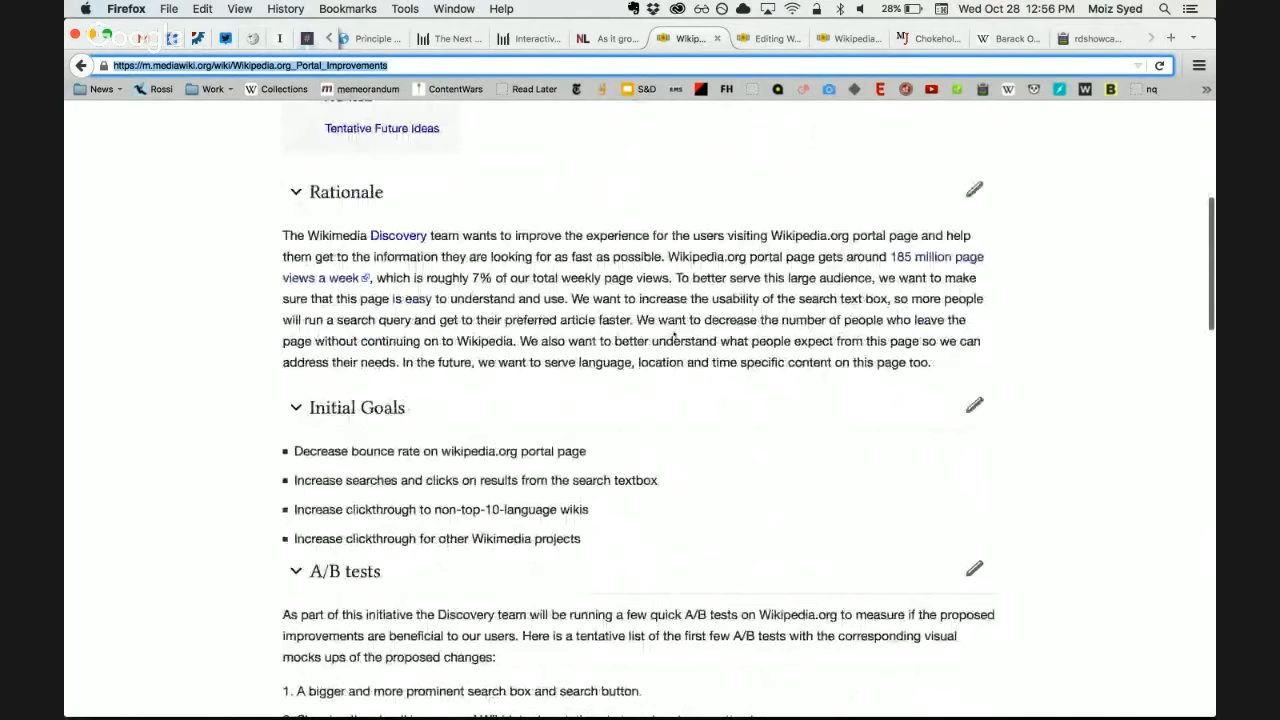 Firefox File Edit View History Bookmarks Tools Window Help 28% Wed Oct 28 12:56 PM Moiz Syed
Google
Principle ... The Next ... Interactiv... NL As it gro... Wikip... Editing W... Wikipedia... Mj Chokehol... W Barack O... rdshowca...
https://m.mediawiki.org/wiki/Wikipedia.org_Portal_Improvements
News Rossi Work W Collections m memeorandum ContentWars Read Later S&D SMS FH E W B nq
Tentative Future ideas
Rationale
The Wikimedia Discovery team wants to improve the experience for the users visiting Wikipedia.org portal page and help
them get to the information they are looking for as fast as possible. Wikipedia.org portal page gets around 185 million page
views a week, which is roughly 7% of our total weekly page views. To better serve this large audience, we want to make
sure that this page is easy to understand and use. We want to increase the usability of the search text box, so more people
will run a search query and get to their preferred article faster. We want to decrease the number of people who leave the
page without continuing on to Wikipedia. We also want to better understand what people expect from this page so we can
address their needs. In the future, we want to serve language, location and time specific content on this page too.
Initial Goals
Decrease bounce rate on wikipedia.org portal page
Increase searches and clicks on results from the search textbox
Increase clickthrough to non-top-10-language wikis
Increase clickthrough for other Wikimedia projects
A/B tests
As part of this initiative the Discovery team will be running a few quick A/B tests on Wikipedia.org to measure if the proposed
improvements are beneficial to our users. Here is a tentative list of the first few A/B tests with the corresponding visual
mocks ups of the proposed changes:
1. A bigger and more prominent search box and search button.